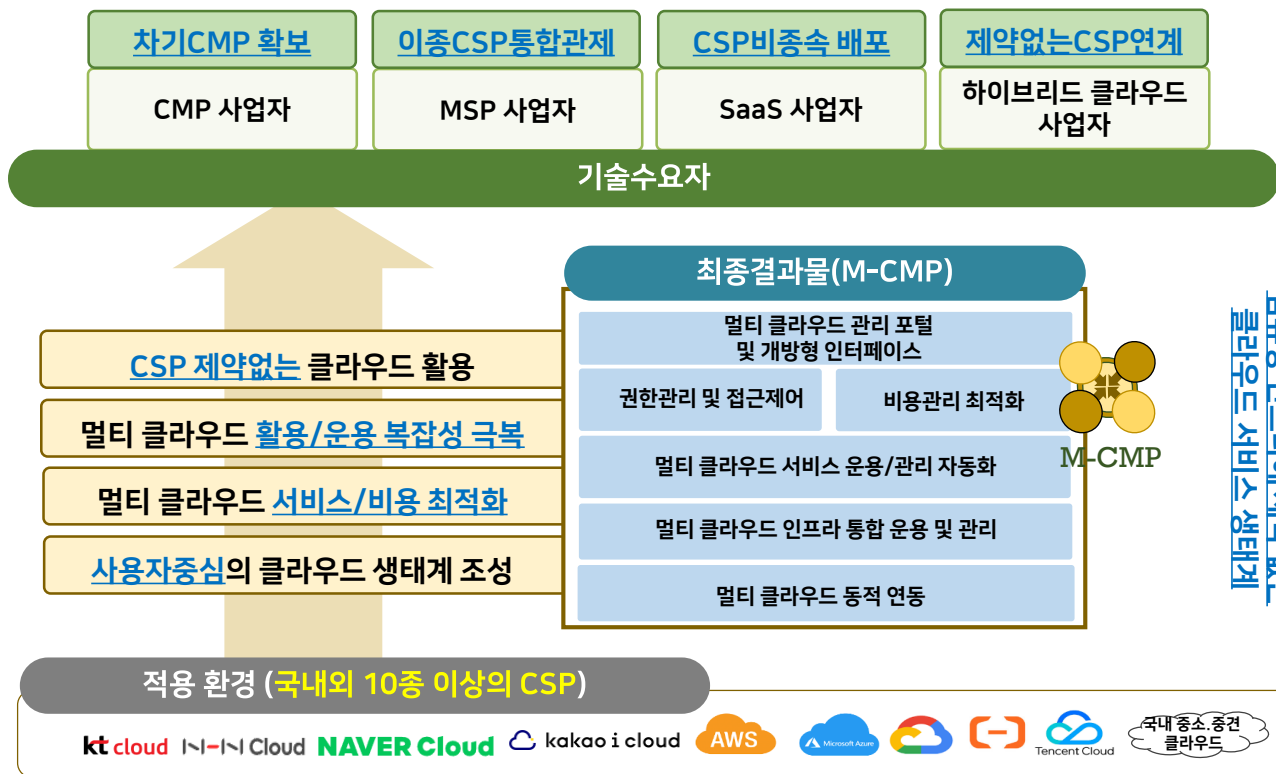 차기CMP 확보
이종CSP통합관제
CSP비종속 배포
제약없는CSP연계
CMP 사업자
MSP 사업자
SaaS 사업자
하이브리드 클라우드
사업자
기술수요자
최종결과물(M-CMP)
멀티 클라우드 관리 포털
및 개방형 인터페이스
권한관리 및 접근제어
비용관리 최적화
멀티 클라우드 서비스 운용/관리 자동화
멀티 클라우드 인프라 통합 운용 및 관리
멀티 클라우드 동적 연동
M-CMP
CSP 제약없는 클라우드 활용
멀티 클라우드 활용/운용 복잡성 극복
멀티 클라우드 서비스/비용 최적화
사용자중심의 클라우드 생태계 조성
클라우드 서비스 생태계
적용 환경 (국내외 10종 이상의 CSP)
kt cloud
NHN Cloud
NAVER Cloud
kakao i cloud
AWS
Microsoft Azure
Tencent Cloud
국내 중소.중견
클라우드